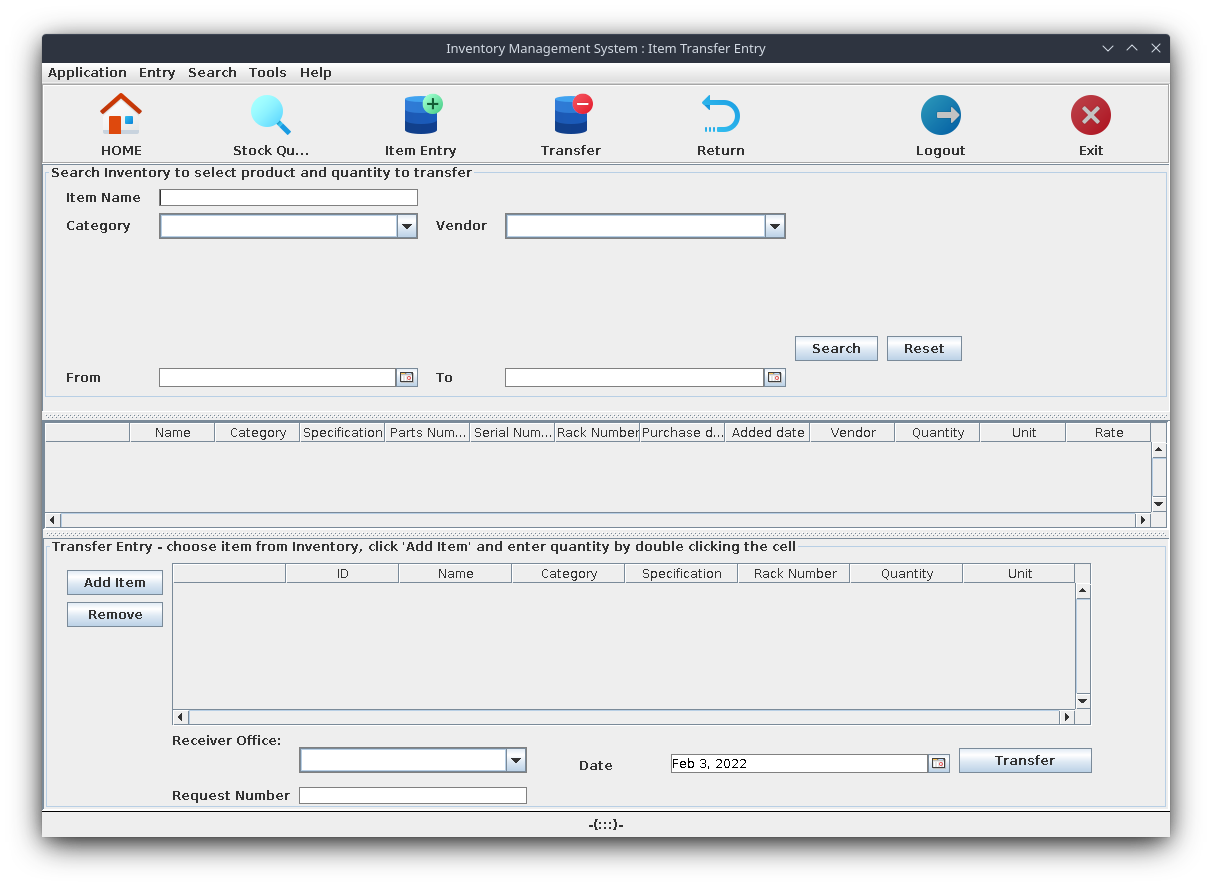 Inventory Management System : Item Transfer Entry
Application Entry Search Tools Help
HOME Stock Qu... Item Entry Transfer Return Logout Exit
Search Inventory to select product and quantity to transfer
Item Name
Category Vendor
Search Reset
From To
Name Category Specification Parts Num... Serial Num... Rack Number Purchase d... Added date Vendor Quantity Unit Rate
Transfer Entry - choose item from Inventory, click 'Add Item' and enter quantity by double clicking the cell
Add Item ID Name Category Specification Rack Number Quantity Unit
Remove
Receiver Office:
Date Feb 3, 2022 Transfer
Request Number
-{:::}-